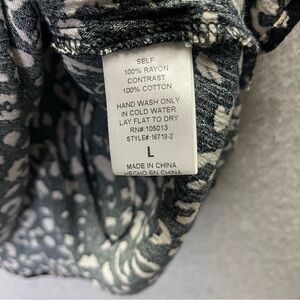 SELF
100% RAYON
CONTRAST
100% COTTON
HAND WASH ONLY
IN COLD WATER
LAY FLAT TO DRY
RN#:105013
STYLE#:16719-2
L
MADE IN CHINA
HECHO EN CHINA